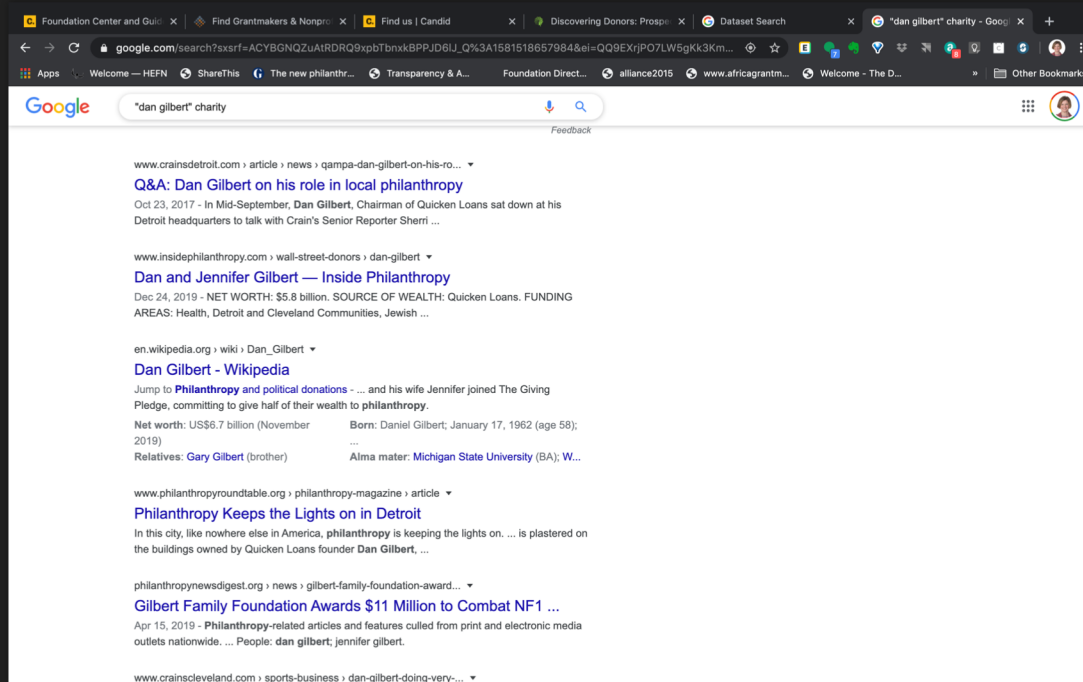 Foundation Center and Guid
Find Grantmakers & Nonpro
Find us | Candid
Discovering Donors: Prospe
Dataset Search
"dan gilbert" charity - Googl
google.com/search?sxsrf=ACYBGNQZuAtRDRQ9xpbTbnxkBPPJD6IJ_Q%3A1581518657984&ei=QQ9EXrjPO7LW5gKk3Km...
Apps
Welcome — HEFN
ShareThis
The new philanthr...
Transparency & A...
Foundation Direct...
alliance2015
www.africagrantm...
Welcome - The D...
»
Other Bookmark
Google
"dan gilbert" charity
Feedback
www.crainsdetroit.com › article › news › qampa-dan-gilbert-on-his-ro...
Q&A: Dan Gilbert on his role in local philanthropy
Oct 23, 2017 - In Mid-September, Dan Gilbert, Chairman of Quicken Loans sat down at his
Detroit headquarters to talk with Crain's Senior Reporter Sherri ...
www.insidephilanthropy.com › wall-street-donors › dan-gilbert
Dan and Jennifer Gilbert — Inside Philanthropy
Dec 24, 2019 - NET WORTH: $5.8 billion. SOURCE OF WEALTH: Quicken Loans. FUNDING
AREAS: Health, Detroit and Cleveland Communities, Jewish ...
en.wikipedia.org › wiki › Dan_Gilbert
Dan Gilbert - Wikipedia
Jump to Philanthropy and political donations - ... and his wife Jennifer joined The Giving
Pledge, committing to give half of their wealth to philanthropy.
Net worth: US$6.7 billion (November
2019)
Born: Daniel Gilbert; January 17, 1962 (age 58);
...
Relatives: Gary Gilbert (brother)
Alma mater: Michigan State University (BA); W...
www.philanthropyroundtable.org › philanthropy-magazine › article
Philanthropy Keeps the Lights on in Detroit
In this city, like nowhere else in America, philanthropy is keeping the lights on. ... is plastered on
the buildings owned by Quicken Loans founder Dan Gilbert, ...
philanthropynewsdigest.org › news › gilbert-family-foundation-award...
Gilbert Family Foundation Awards $11 Million to Combat NF1 ...
Apr 15, 2019 - Philanthropy-related articles and features culled from print and electronic media
outlets nationwide. ... People: dan gilbert; jennifer gilbert.
www.crainscleveland.com › sports-business › dan-gilbert-doing-very-...